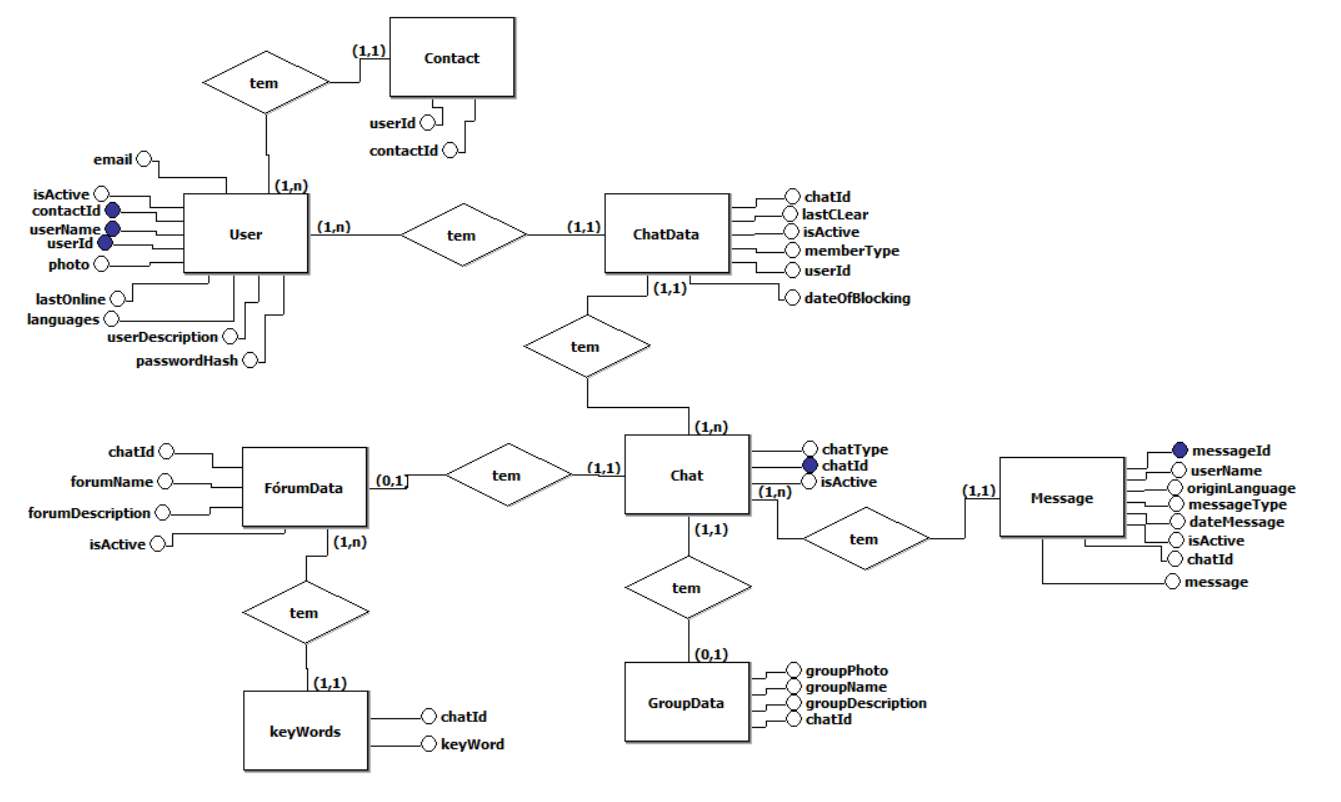 (1,1)
Contact
tem
userId
contactId
email
isActive
contactId
userName
userId
photo
lastOnline
languages
userDescription
passwordHash
(1,n)
User
(1,n)
tem
(1,1)
ChatData
chatId
lastCLear
isActive
memberType
userId
dateOfBlocking
(1,1)
tem
(1,n)
chatId
forumName
forumDescription
isActive
FórumData
(0,1)
tem
(1,1)
Chat
chatType
chatId
isActive
(1,n)
tem
(1,1)
Message
messageId
userName
originLanguage
messageType
dateMessage
isActive
chatId
message
(1,n)
tem
(1,1)
keyWords
chatId
keyWord
(1,1)
tem
(0,1)
GroupData
groupPhoto
groupName
groupDescription
chatId